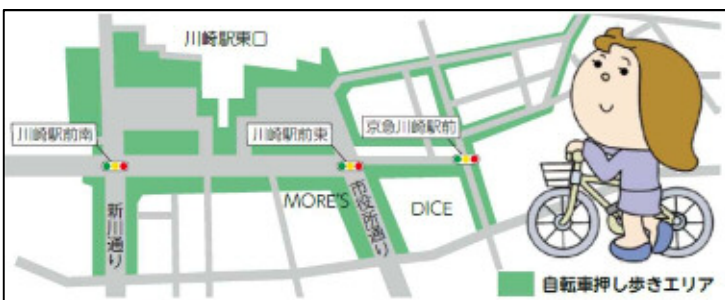 川崎駅東口
川崎駅前南
川崎駅前東
京急川崎駅前
MORE'S
DICE
新川通り
市役所通り
自転車押し歩きエリア